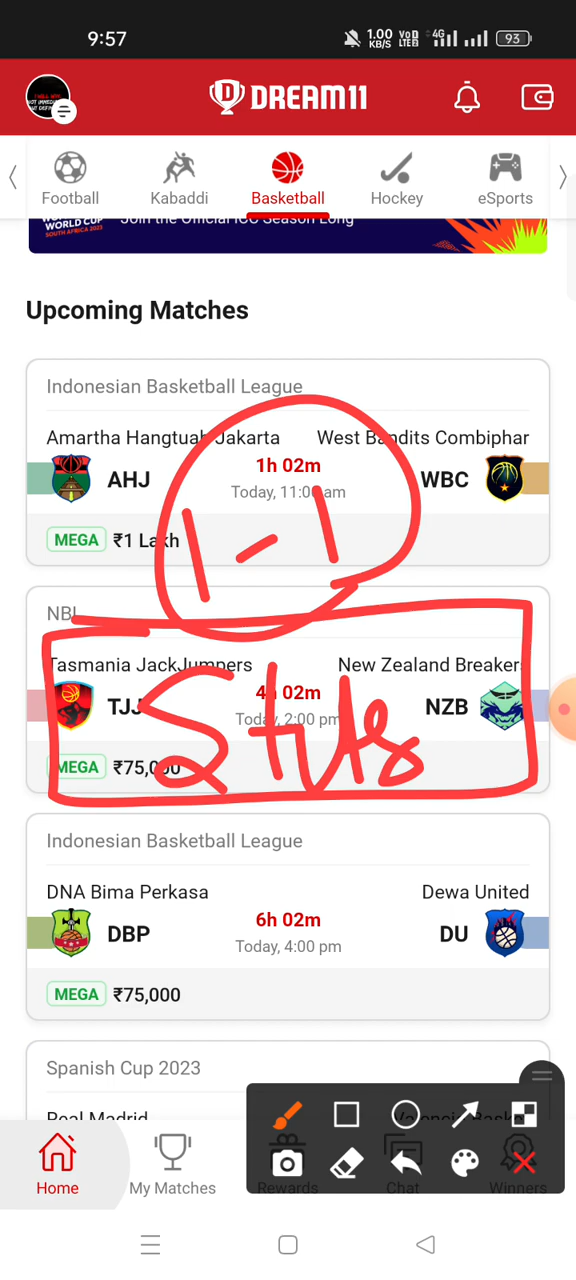 9:57 1.00 KB/S VoD LTE2 4G 93
DREAM11
Football Kabaddi Basketball Hockey eSports
WORLD CUP Join the Official ICC Season Long
SOUTH AFRICA 2023
Upcoming Matches
Indonesian Basketball League
Amartha Hangtuah Jakarta West Bandits Combiphar
1h 02m
AHJ WBC
Today, 11:00 am
MEGA ₹1 Lakh
1-1
NBL
Tasmania JackJumpers New Zealand Breakers
4h 02m
TJJ NZB
Today, 2:00 pm
MEGA ₹75,000
DNA Bima Perkasa Dewa United
Indonesian Basketball League
6h 02m
DBP DU
Today, 4:00 pm
MEGA ₹75,000
Spanish Cup 2023
Real Madrid Valencia Basket
Home My Matches Rewards Chat Winners